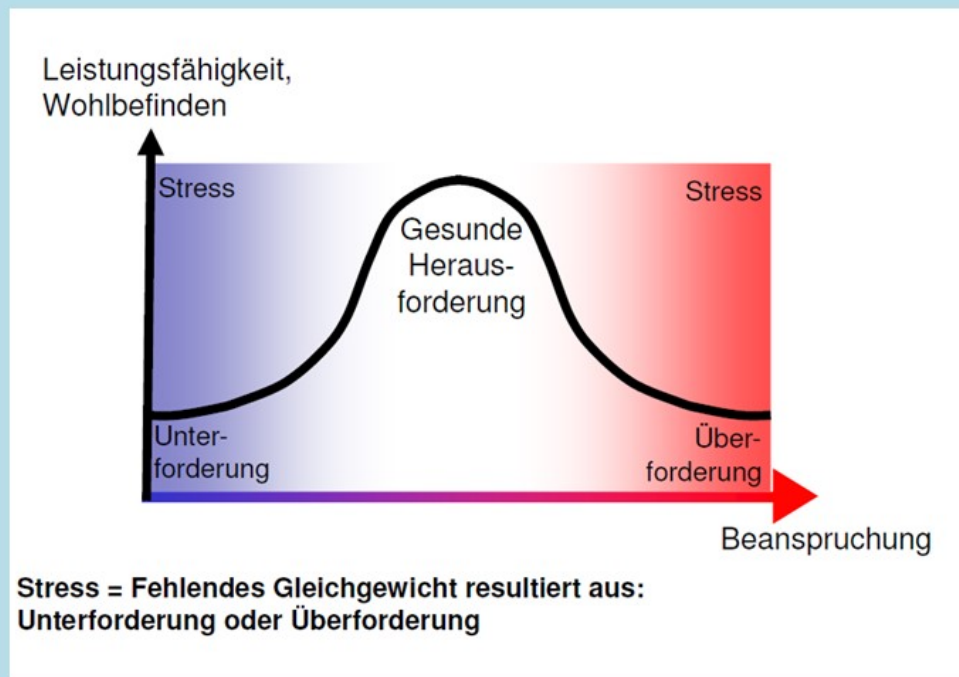 Leistungsfähigkeit,
Wohlbefinden
Stress
Stress
Gesunde
Heraus-
forderung
Unter-
forderung
Über-
forderung
Beanspruchung
Stress = Fehlendes Gleichgewicht resultiert aus:
Unterforderung oder Überforderung